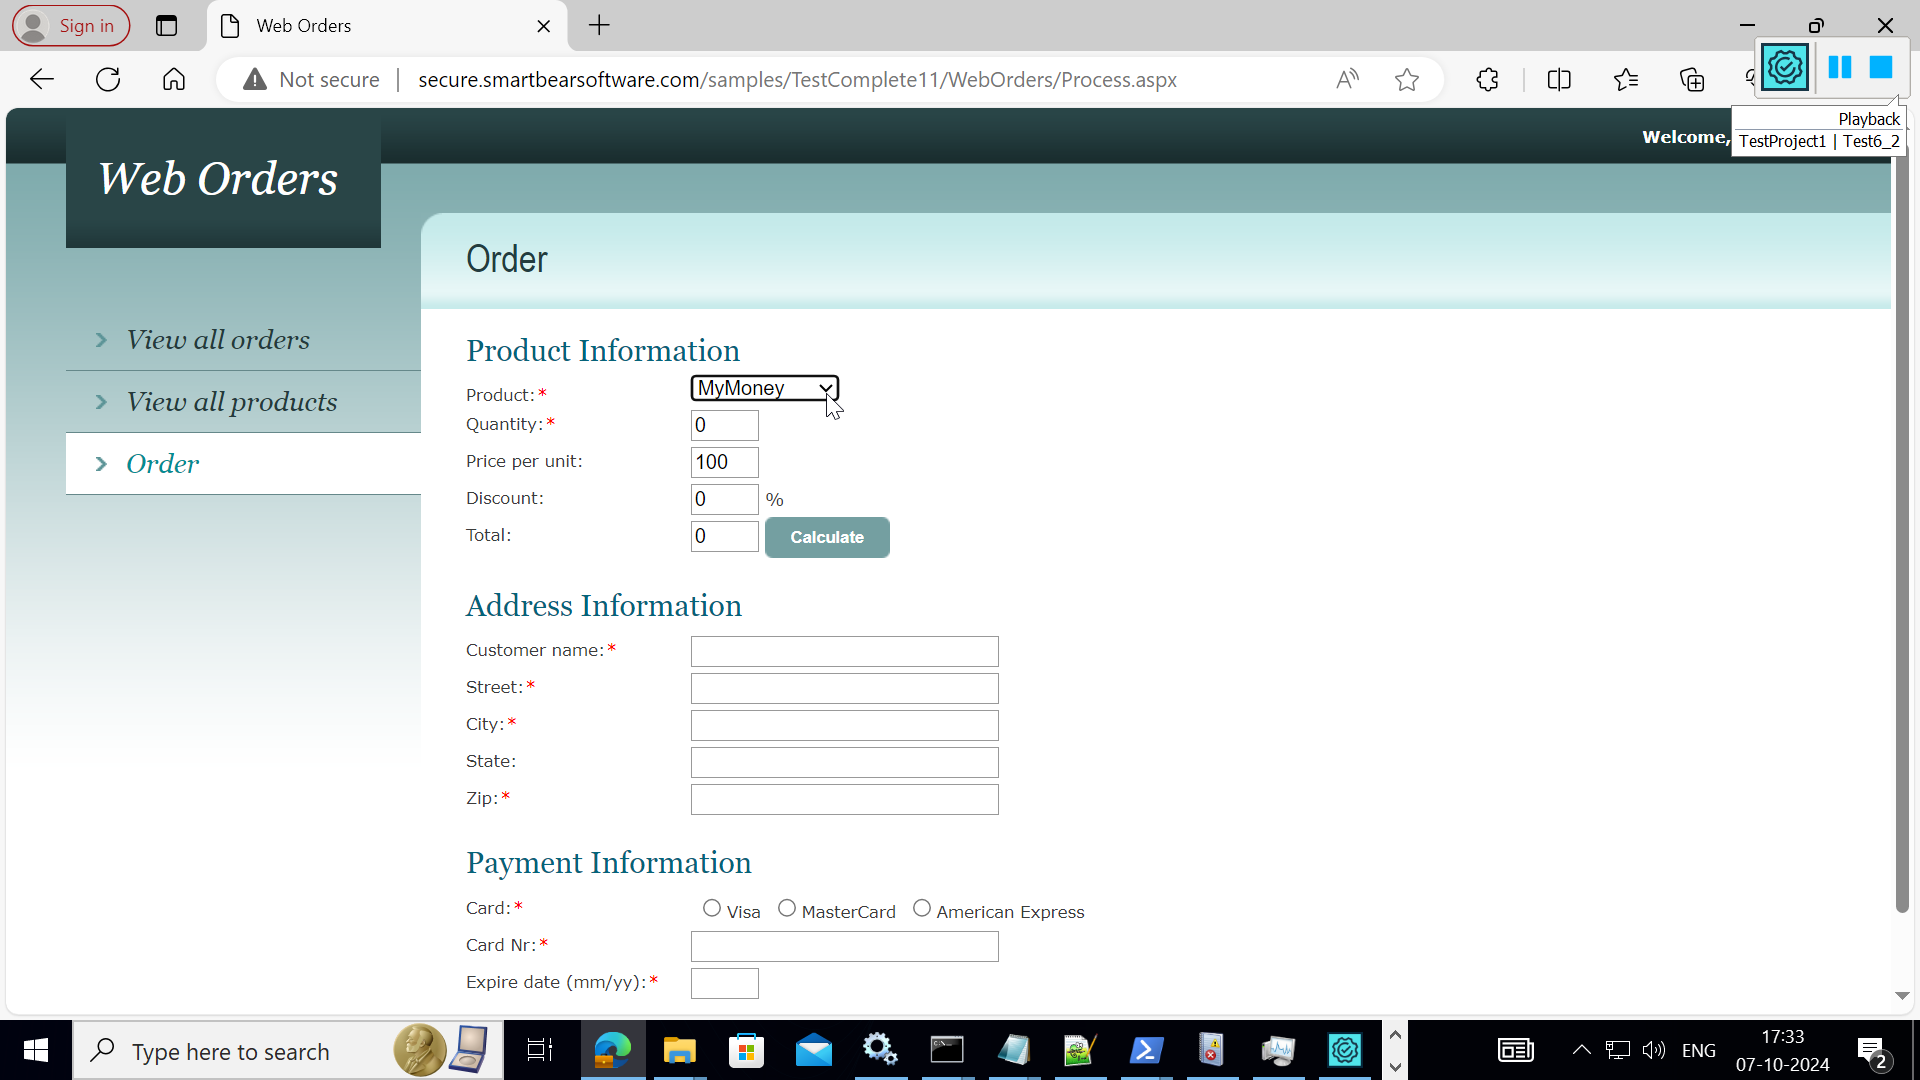 Sign in
Web Orders
Not secure
secure.smartbearsoftware.com/samples/TestComplete11/WebOrders/Process.aspx
Playback
TestProject1 | Test6_2
Welcome,
Web Orders
Order
View all orders
View all products
Order
Product Information
Product:*
MyMoney
Quantity:*
0
Price per unit:
100
Discount:
0
%
Total:
0
Calculate
Address Information
Customer name:*
Street:*
City:*
State:
Zip:*
Payment Information
Card:*
Visa
MasterCard
American Express
Card Nr:*
Expire date (mm/yy):*
Type here to search
ENG
17:33
07-10-2024
2